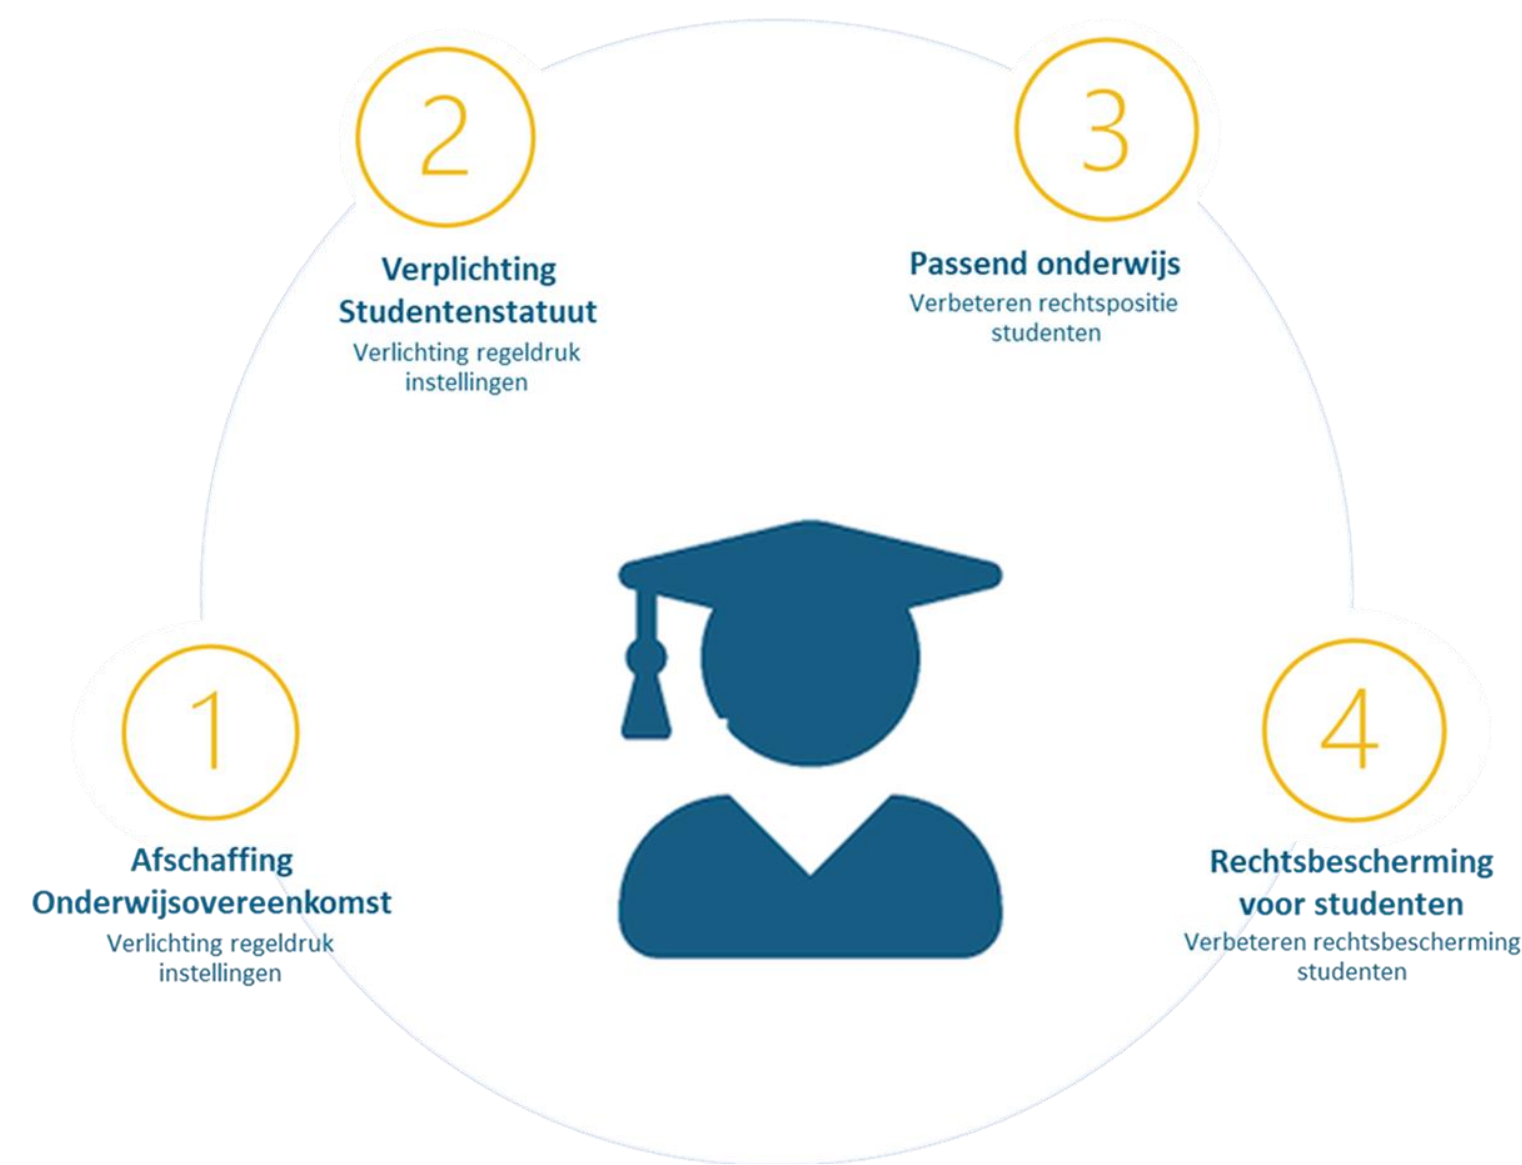 1
Afschaffing
Onderwijsovereenkomst
Verlichting regeldruk
instellingen
2
Verplichting
Studentenstatuut
Verlichting regeldruk
instellingen
3
Passend onderwijs
Verbeteren rechtspositie
studenten
4
Rechtsbescherming
voor studenten
Verbeteren rechtsbescherming
studenten